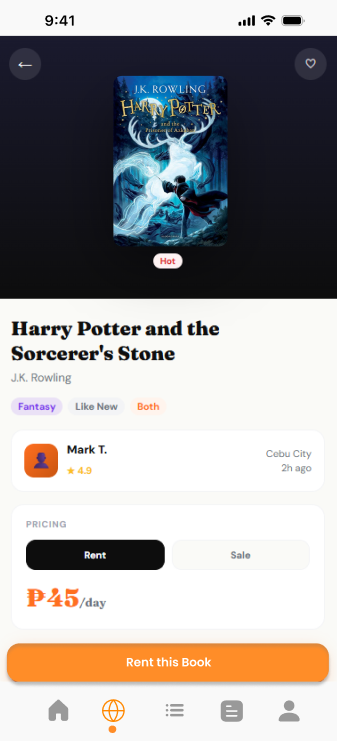 9:41
←
J.K. ROWLING
HARRY POTTER
and the
Prisoner of Azkaban
Hot
Harry Potter and the
Sorcerer's Stone
J.K. Rowling
Fantasy Like New Both
Mark T. Cebu City
★ 4.9 2h ago
PRICING
Rent Sale
₱45/day
Rent this Book